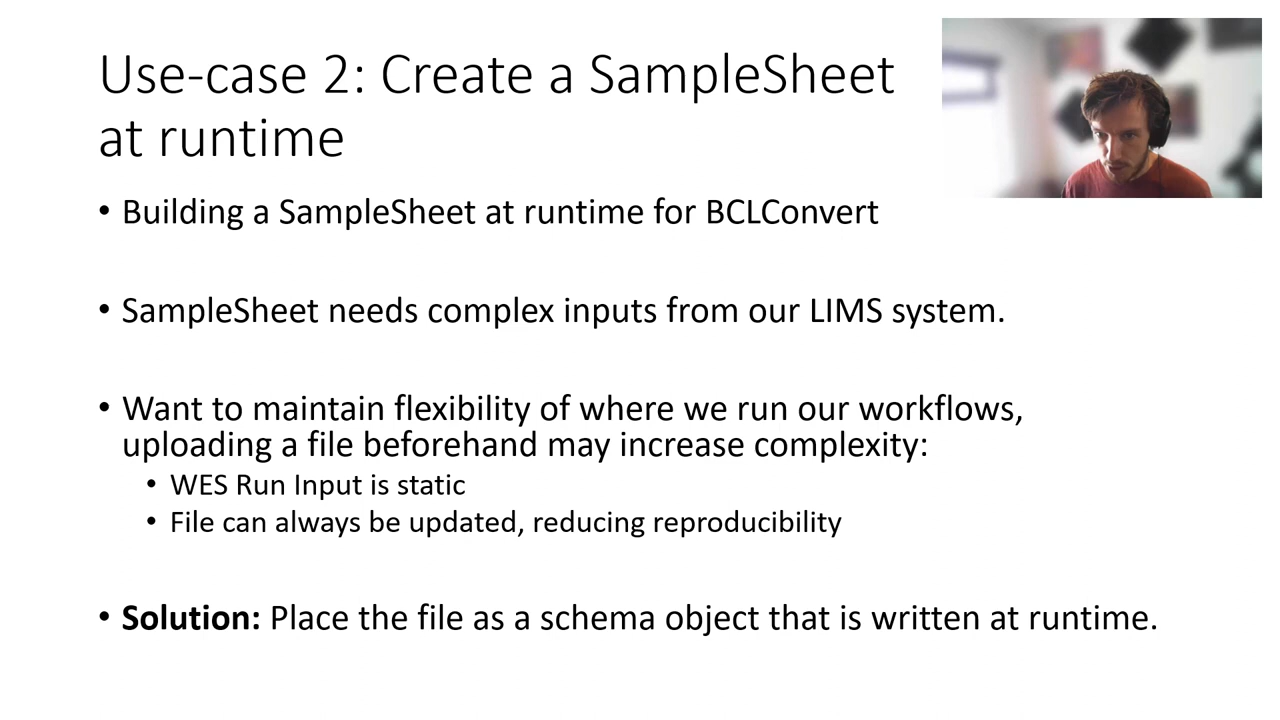 Use-case 2: Create a SampleSheet
at runtime
• Building a SampleSheet at runtime for BCLConvert
• SampleSheet needs complex inputs from our LIMS system.
• Want to maintain flexibility of where we run our workflows,
uploading a file beforehand may increase complexity:
• WES Run Input is static
• File can always be updated, reducing reproducibility
• Solution: Place the file as a schema object that is written at runtime.